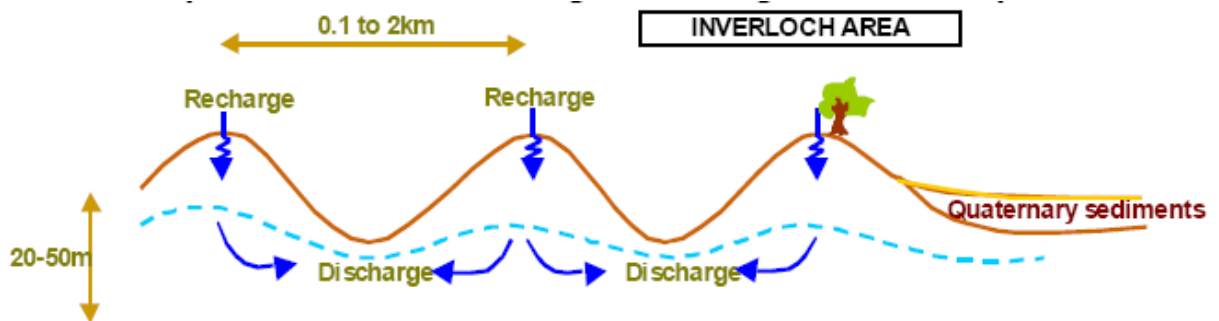 0.1 to 2km
INVERLOCH AREA
Recharge
Recharge
Quaternary sediments
20-50m
Discharge
Discharge